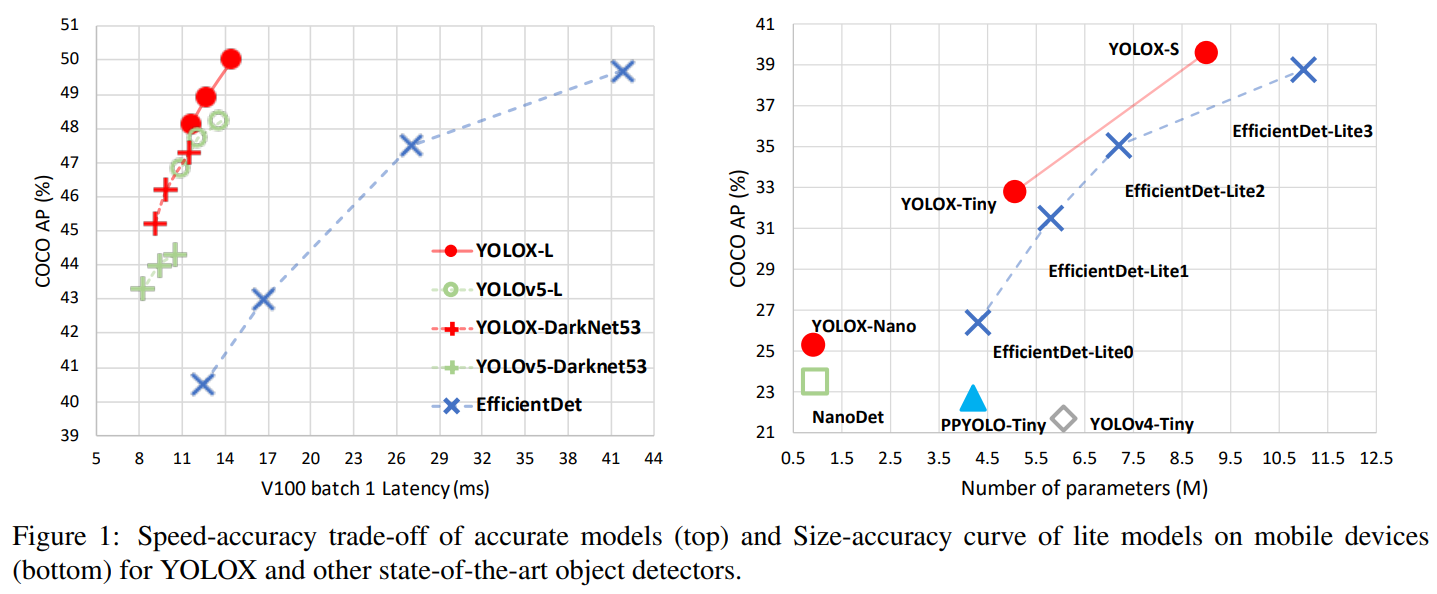 51
50
49
48
47
46
45
44
43
42
41
40
39
COCO AP (%)
5 8 11 14 17 20 23 26 29 32 35 38 41 44
V100 batch 1 Latency (ms)
YOLOX-L
YOLOv5-L
YOLOX-DarkNet53
YOLOv5-Darknet53
EfficientDet
41
39
37
35
33
31
29
27
25
23
21
COCO AP (%)
YOLOX-S
EfficientDet-Lite3
EfficientDet-Lite2
YOLOX-Tiny
EfficientDet-Lite1
YOLOX-Nano
EfficientDet-Lite0
NanoDet
PPYOLO-Tiny
YOLOv4-Tiny
0.5 1.5 2.5 3.5 4.5 5.5 6.5 7.5 8.5 9.5 10.5 11.5 12.5
Number of parameters (M)
Figure 1: Speed-accuracy trade-off of accurate models (top) and Size-accuracy curve of lite models on mobile devices
(bottom) for YOLOX and other state-of-the-art object detectors.